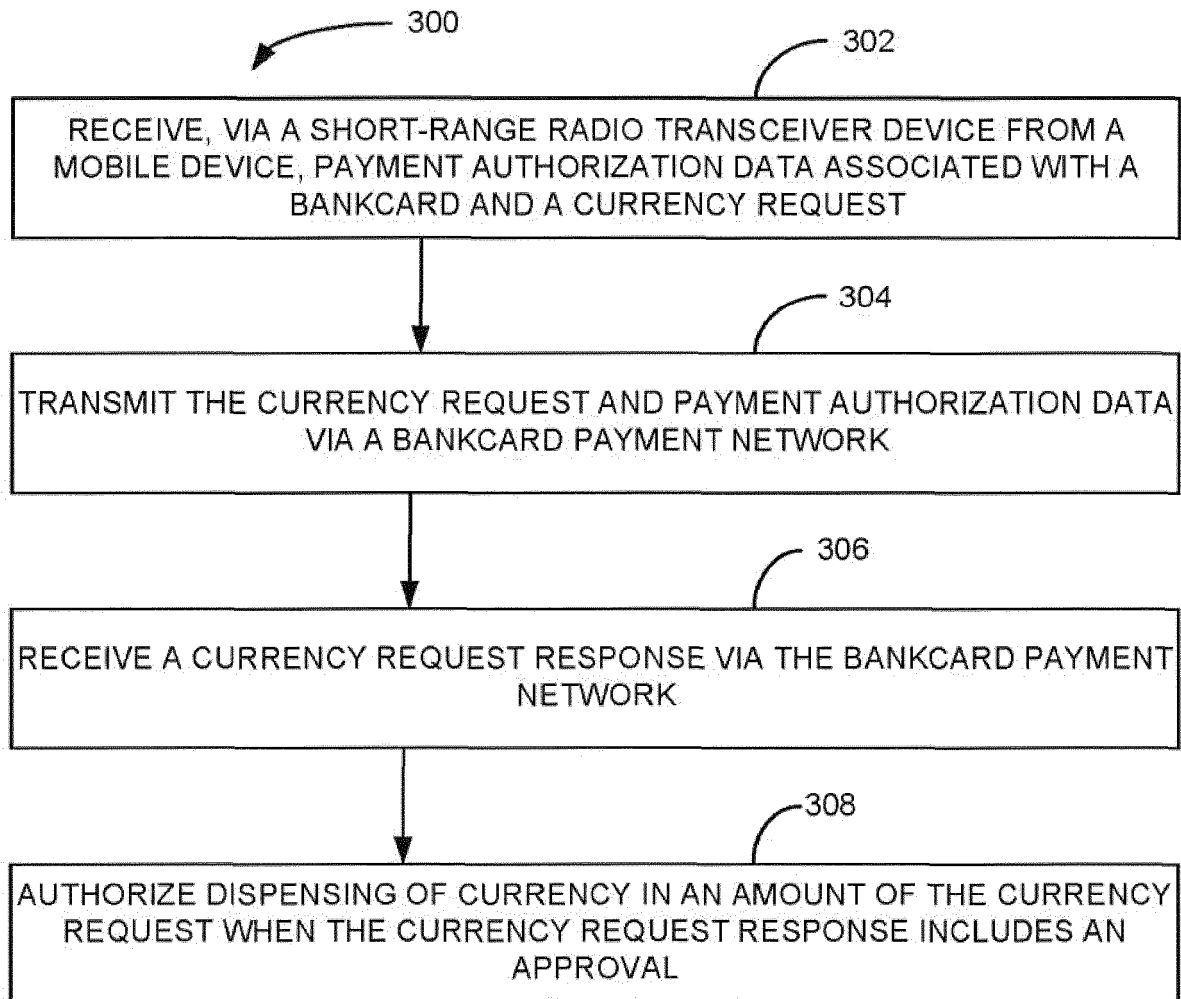 300
302
RECEIVE, VIA A SHORT-RANGE RADIO TRANSCEIVER DEVICE FROM A
MOBILE DEVICE, PAYMENT AUTHORIZATION DATA ASSOCIATED WITH A
BANKCARD AND A CURRENCY REQUEST
304
TRANSMIT THE CURRENCY REQUEST AND PAYMENT AUTHORIZATION DATA
VIA A BANKCARD PAYMENT NETWORK
306
RECEIVE A CURRENCY REQUEST RESPONSE VIA THE BANKCARD PAYMENT
NETWORK
308
AUTHORIZE DISPENSING OF CURRENCY IN AN AMOUNT OF THE CURRENCY
REQUEST WHEN THE CURRENCY REQUEST RESPONSE INCLUDES AN
APPROVAL